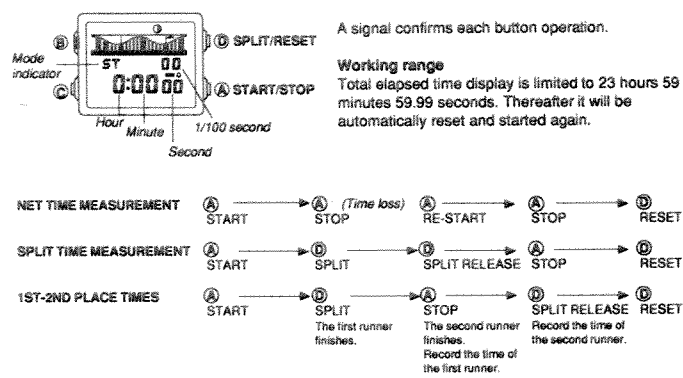 A signal confirms each button operation.
Ⓑ
Ⓓ SPLIT/RESET
Mode
indicator
ST
00
Working range
Total elapsed time display is limited to 23 hours 59
minutes 59.99 seconds. Thereafter it will be
automatically reset and started again.
0:00 00
Ⓒ
Ⓐ START/STOP
Hour
Minute
1/100 second
Second
NET TIME MEASUREMENT Ⓐ Ⓐ (Time loss) Ⓐ Ⓐ Ⓓ
START STOP RE-START STOP RESET
SPLIT TIME MEASUREMENT Ⓐ Ⓓ Ⓓ Ⓐ Ⓓ
START SPLIT SPLIT RELEASE STOP RESET
1ST-2ND PLACE TIMES Ⓐ Ⓓ Ⓐ Ⓓ Ⓓ
START SPLIT STOP SPLIT RELEASE RESET
The first runner
finishes.
The second runner
finishes.
Record the time of
the first runner.
Record the time of
the second runner.